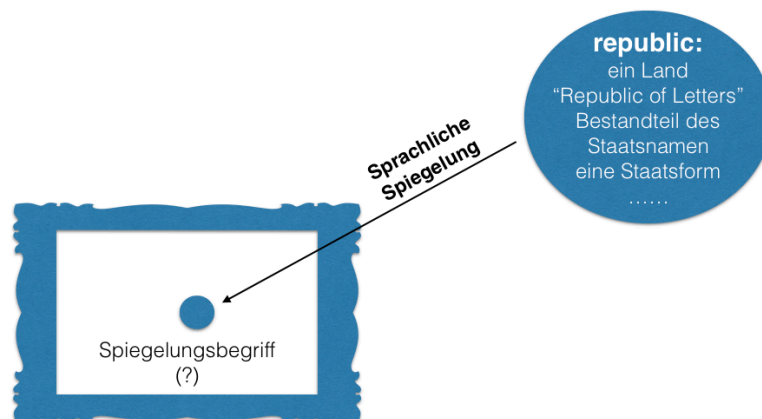 republic:
ein Land
“Republic of Letters”
Bestandteil des
Staatsnamen
eine Staatsform
......
Sprachliche
Spiegelung
Spiegelungsbegriff
(?)